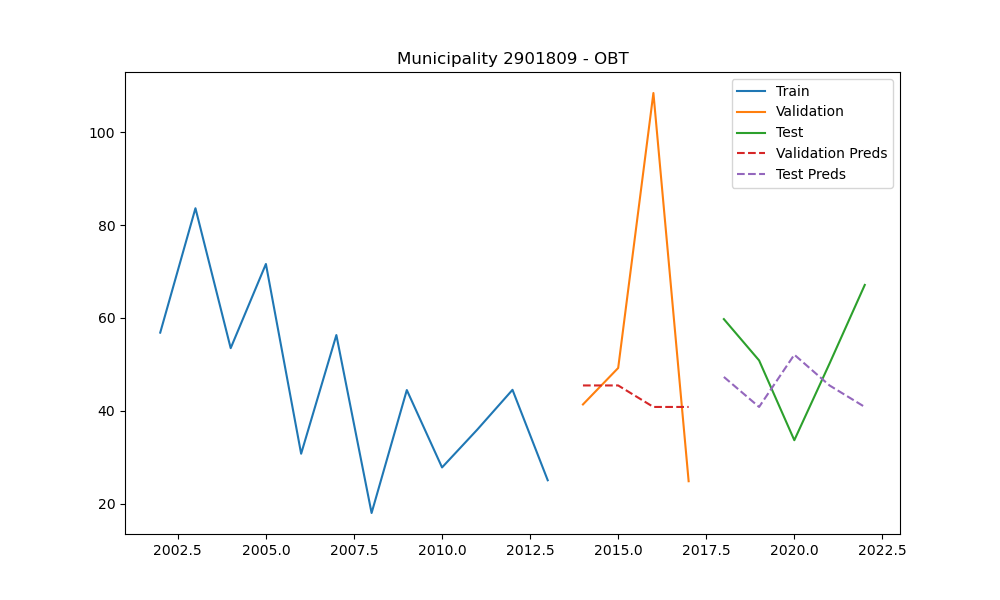 Municipality 2901809 - OBT
Train
Validation
Test
Validation Preds
Test Preds
100
80
60
40
20
2002.5 2005.0 2007.5 2010.0 2012.5 2015.0 2017.5 2020.0 2022.5